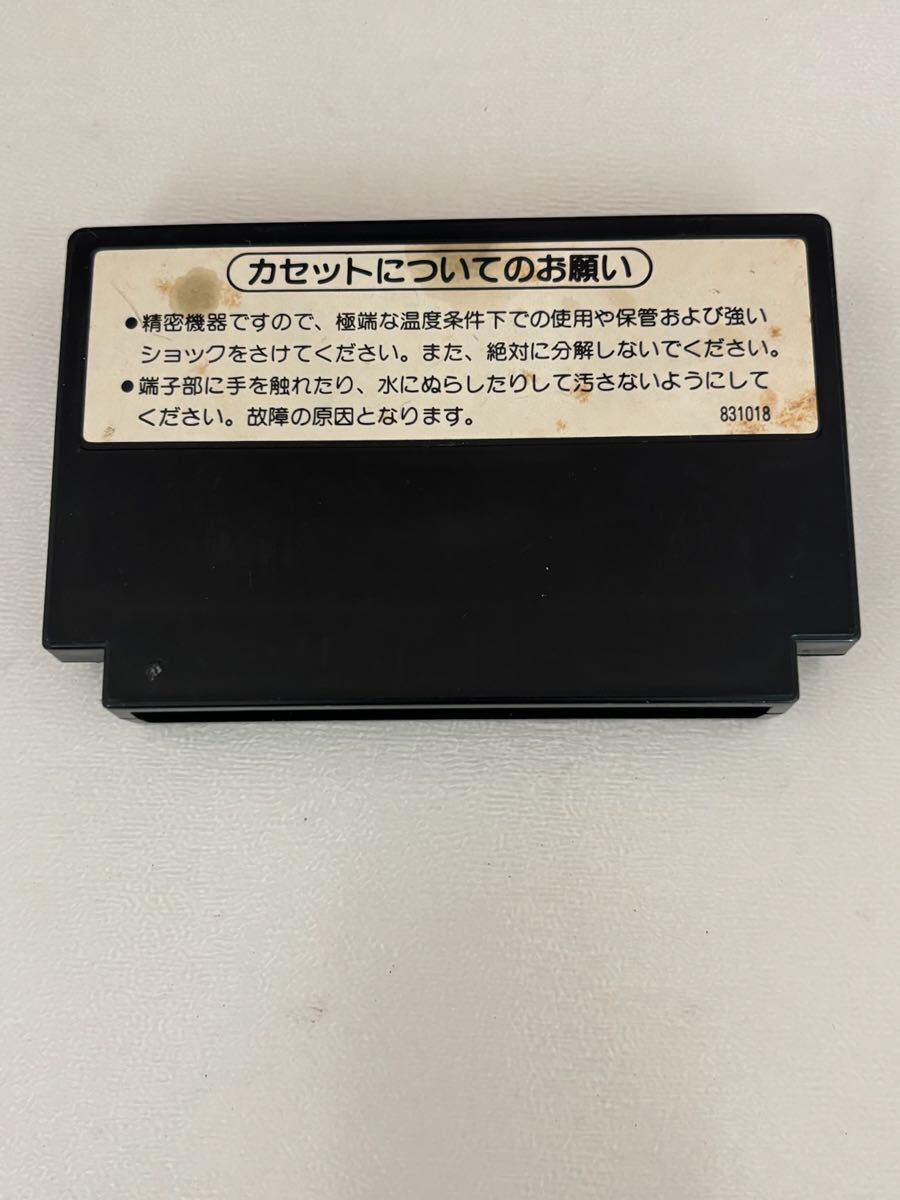 カセットについてのお願い
●精密機器ですので、極端な温度条件下での使用や保管および強い
ショックをさけてください。また、絶対に分解しないでください。
●端子部に手を触れたり、水にぬらしたりして汚さないようにして
ください。故障の原因となります。 831018